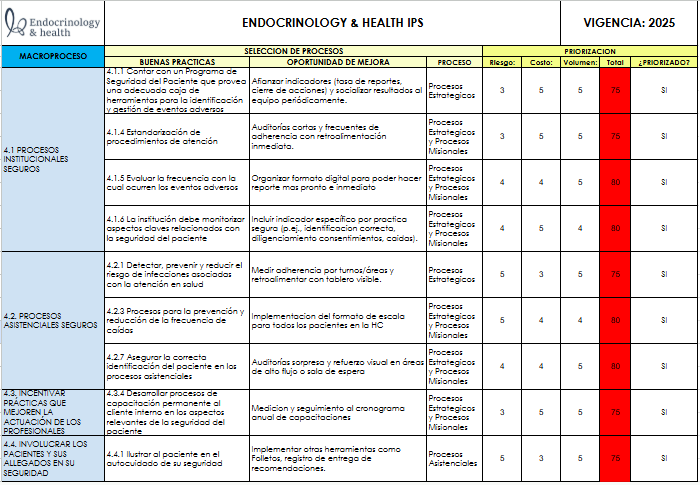 Endocrinology
& health
ENDOCRINOLOGY & HEALTH IPS
VIGENCIA: 2025
MACROPROCESO
SELECCION DE PROCESOS
PRIORIZACION
BUENAS PRACTICAS
OPORTUNIDAD DE MEJORA
PROCESO
Riesgo:
Costo:
Volumen:
Total
¿PRIORIZADO?
4.1 PROCESOS
INSTITUCIONALES
SEGUROS
4.1.1 Contar con un Programa de
Seguridad del Paciente que provea
una adecuada caja de
herramientas para la identificación
y gestión de eventos adversos
Afianzar indicadores (tasa de reportes,
cierre de acciones) y socializar resultados al
equipo periódicamente.
Procesos
Estrategicos
3
5
5
75
SI
4.1.4 Estandarización de
procedimientos de atención
Auditorías cortas y frecuentes de
adherencia con retroalimentación
inmediata.
Procesos
Estrategicos
y Procesos
Misionales
3
5
5
75
SI
4.1.5 Evaluar la frecuencia con la
cual ocurren los eventos adversos
Organizar formato digital para poder hacer
reporte mas pronto e inmediato
Procesos
Estrategicos
y Procesos
Misionales
4
4
5
80
SI
4.1.6 La institución debe monitorizar
aspectos claves relacionados con
la seguridad del paciente
Incluir indicador específico por practica
segura (p.ej., identificacion correcta,
diligenciamiento consentimientos, caídas).
Procesos
Estrategicos
y Procesos
Misionales
4
5
4
80
SI
4.2. PROCESOS
ASISTENCIALES SEGUROS
4.2.1 Detectar, prevenir y reducir el
riesgo de infecciones asociadas
con la atención en salud
Medir adherencia por turnos/áreas y
retroalimentar con tablero visible.
Procesos
Estrategicos
5
3
5
75
SI
4.2.3 Procesos para la prevención y
reducción de la frecuencia de
caídas
Implementacion del formato de escala
para todos los pacientes en la HC
Procesos
Estrategicos
y Procesos
Misionales
5
4
4
80
SI
4.2.7 Asegurar la correcta
identificación del paciente en los
procesos asistenciales
Auditorías sorpresa y refuerzo visual en áreas
de alto flujo o sala de espera
Procesos
Estrategicos
y Procesos
Misionales
4
4
5
80
SI
4.3. INCENTIVAR
PRÁCTICAS QUE
MEJOREN LA
ACTUACIÓN DE LOS
PROFESIONALES
4.3.4 Desarrollar procesos de
capacitación permanente al
cliente interno en los aspectos
relevantes de la seguridad del
paciente
Medicion y seguimiento al cronograma
anual de capacitaciones
Procesos
Estrategicos
y Procesos
Misionales
3
5
5
75
SI
4.4. INVOLUCRAR LOS
PACIENTES Y SUS
ALLEGADOS EN SU
SEGURIDAD
4.4.1 Ilustrar al paciente en el
autocuidado de su seguridad
Implementar otras herramientas como
Folletos, registro de entrega de
recomendaciones.
Procesos
Asistenciales
5
3
5
75
SI